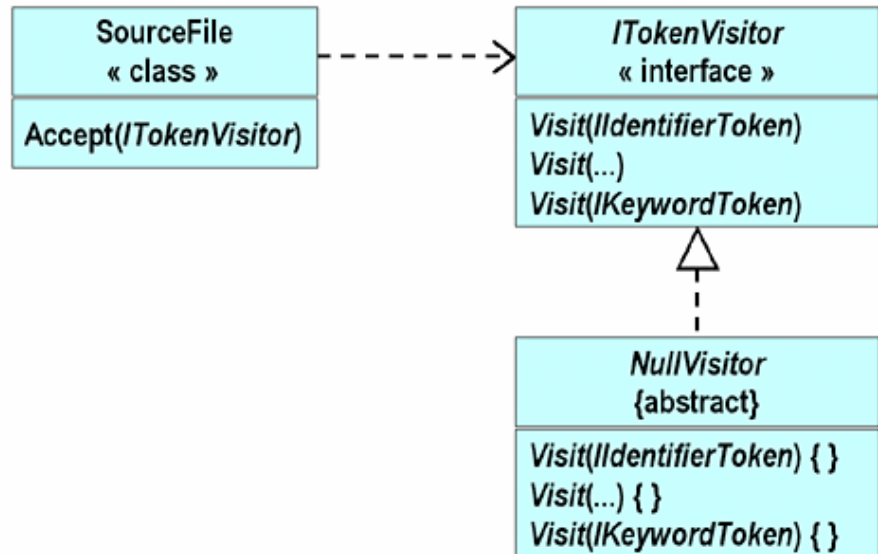 SourceFile
« class »
Accept(ITokenVisitor)
ITokenVisitor
« interface »
Visit(IIdentifierToken)
Visit(...)
Visit(IKeywordToken)
NullVisitor
{abstract}
Visit(IIdentifierToken) { }
Visit(...) { }
Visit(IKeywordToken) { }